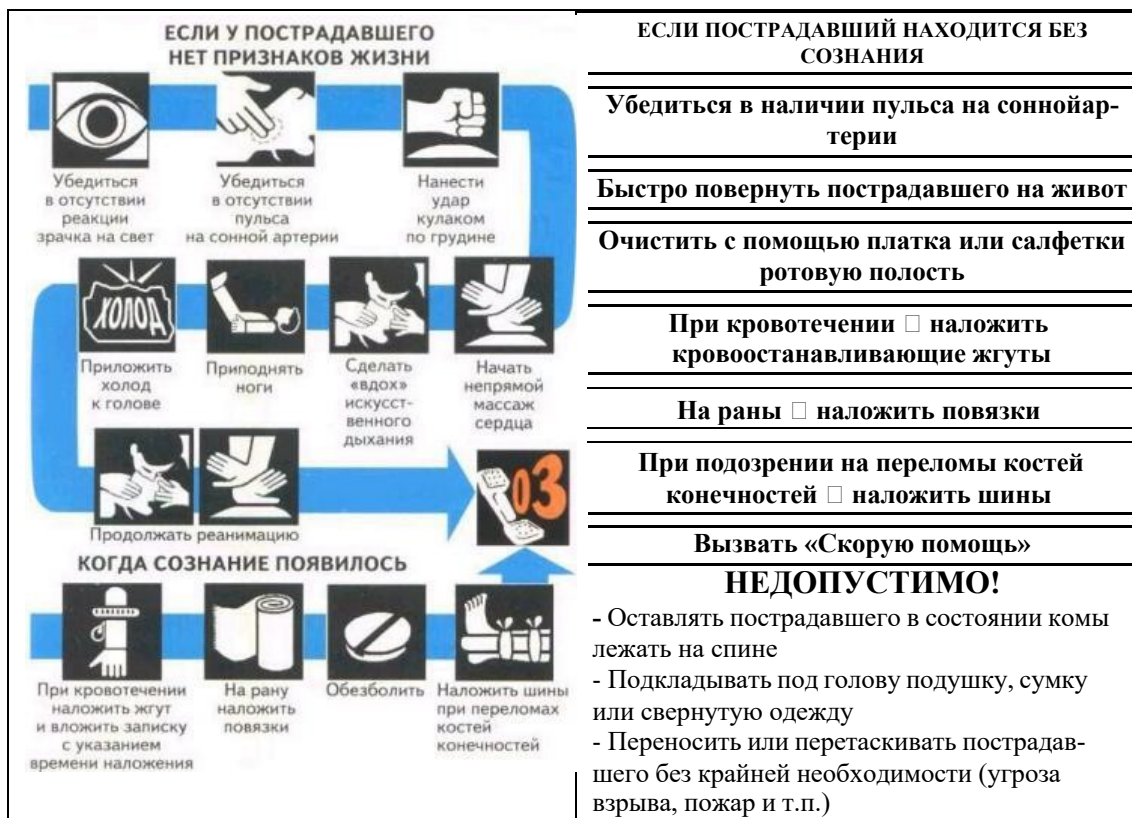 ЕСЛИ У ПОСТРАДАВШЕГО
НЕТ ПРИЗНАКОВ ЖИЗНИ
Убедиться
в отсутствии
реакции
зрачка на свет
Убедиться
в отсутствии
пульса
на сонной артерии
Нанести
удар
кулаком
по грудине
ХОЛОД
Приложить
холод
к голове
Приподнять
ноги
Сделать
«вдох»
искусст-
венного
дыхания
Начать
непрямой
массаж
сердца
Продолжать реанимацию
03
КОГДА СОЗНАНИЕ ПОЯВИЛОСЬ
При кровотечении
наложить жгут
и вложить записку
с указанием
времени наложения
На рану
наложить
повязки
Обезболить
Наложить шины
при переломах
костей
конечностей
ЕСЛИ ПОСТРАДАВШИЙ НАХОДИТСЯ БЕЗ
СОЗНАНИЯ
Убедиться в наличии пульса на соннойар-
терии
Быстро повернуть пострадавшего на живот
Очистить с помощью платка или салфетки
ротовую полость
При кровотечении □ наложить
кровоостанавливающие жгуты
На раны □ наложить повязки
При подозрении на переломы костей
конечностей □ наложить шины
Вызвать «Скорую помощь»
НЕДОПУСТИМО!
- Оставлять пострадавшего в состоянии комы
лежать на спине
- Подкладывать под голову подушку, сумку
или свернутую одежду
- Переносить или перетаскивать пострадав-
шего без крайней необходимости (угроза
взрыва, пожар и т.п.)